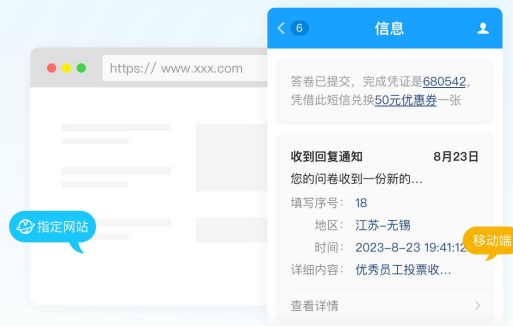 https:// www.xxx.com
指定网站
6
信息
答卷已提交，完成凭证是680542，
凭借此短信兑换50元优惠券一张
收到回复通知 8月23日
您的问卷收到一份新的...
填写序号： 18
地区： 江苏-无锡
时间： 2023-8-23 19:41:12
移动端
详细内容： 优秀员工投票收...
查看详情